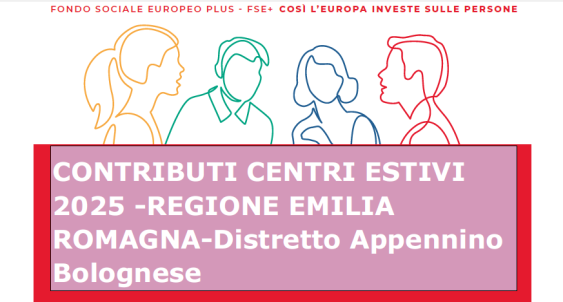 FONDO SOCIALE EUROPEO PLUS - FSE+ COSÌ L'EUROPA INVESTE SULLE PERSONE
CONTRIBUTI CENTRI ESTIVI
2025 -REGIONE EMILIA
ROMAGNA-Distretto Appennino
Bolognese